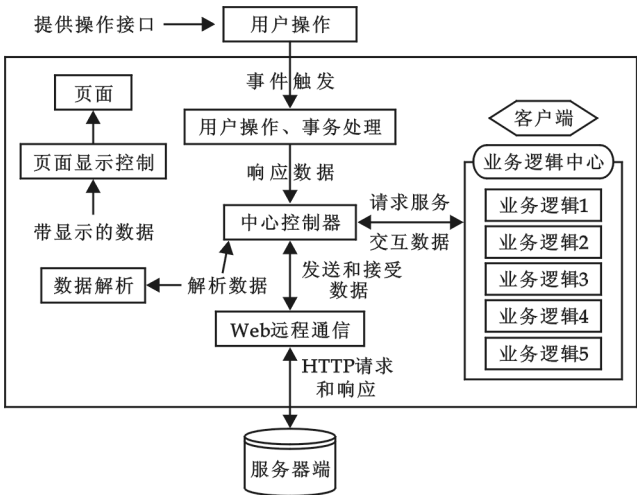 提供操作接口
用户操作
事件触发
页面
用户操作、事务处理
客户端
页面显示控制
响应数据
业务逻辑中心
带显示的数据
中心控制器
请求服务
交互数据
业务逻辑1
业务逻辑2
业务逻辑3
业务逻辑4
业务逻辑5
数据解析
解析数据
发送和接受
数据
Web远程通信
HTTP请求
和响应
服务器端